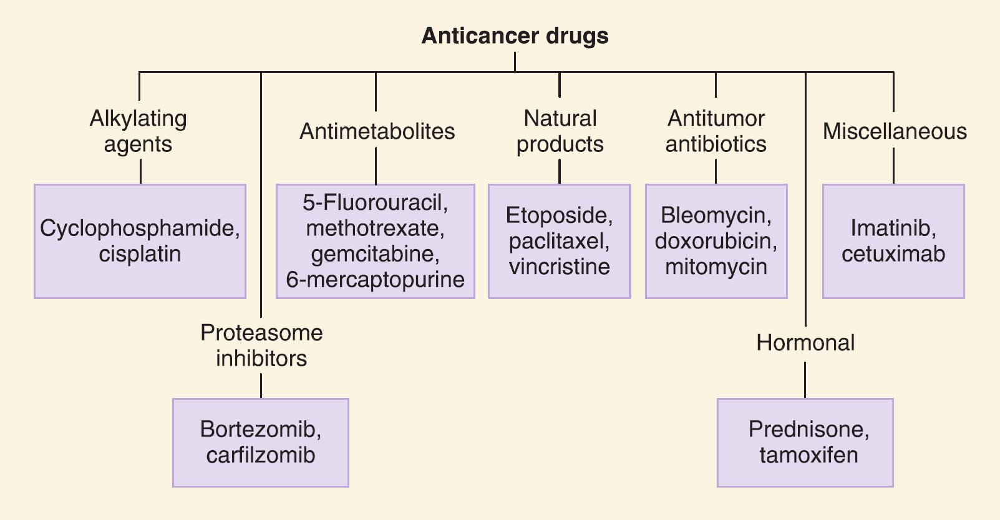 Anticancer drugs
Alkylating
agents
Antimetabolites
Natural
products
Antitumor
antibiotics
Miscellaneous
Cyclophosphamide,
cisplatin
5-Fluorouracil,
methotrexate,
gemcitabine,
6-mercaptopurine
Etoposide,
paclitaxel,
vincristine
Bleomycin,
doxorubicin,
mitomycin
Imatinib,
cetuximab
Proteasome
inhibitors
Hormonal
Bortezomib,
carfilzomib
Prednisone,
tamoxifen